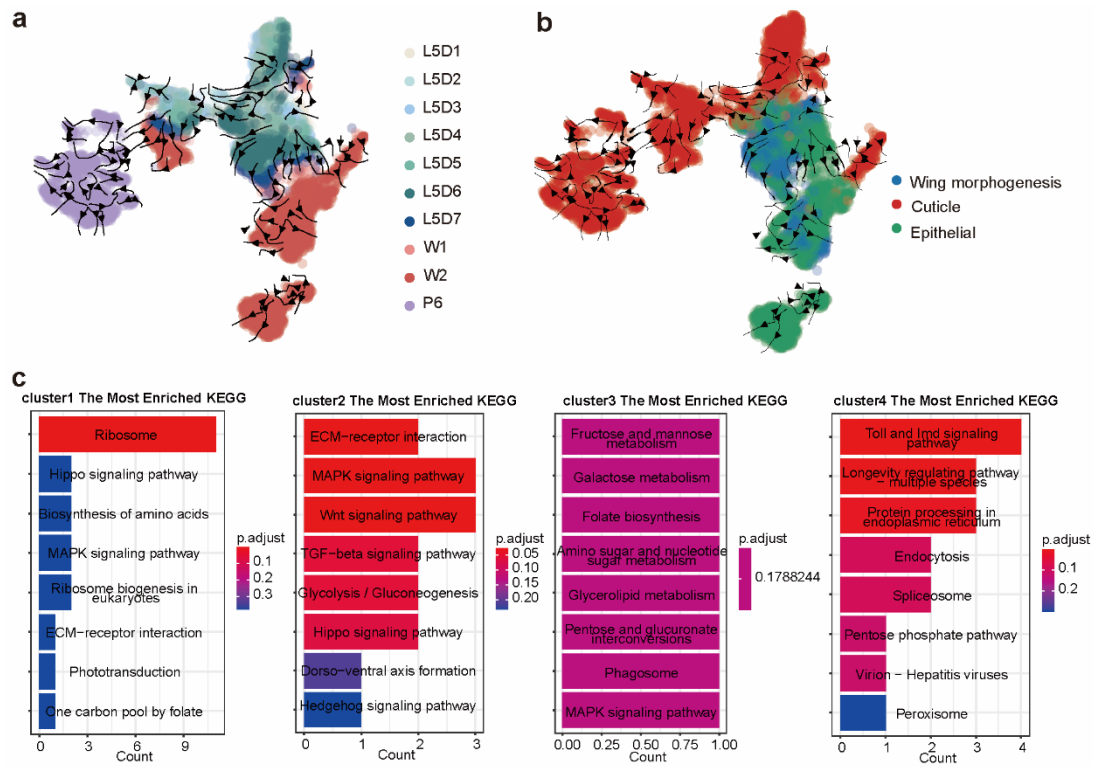 a
L5D1
L5D2
L5D3
L5D4
L5D5
L5D6
L5D7
W1
W2
P6
b
Wing morphogenesis
Cuticle
Epithelial
c
cluster1 The Most Enriched KEGG
Ribosome
Hippo signaling pathway
Biosynthesis of amino acids
MAPK signaling pathway
Ribosome biogenesis in
eukaryotes
ECM−receptor interaction
Phototransduction
One carbon pool by folate
0 3 6 9
Count
p.adjust
0.1
0.2
0.3
cluster2 The Most Enriched KEGG
ECM−receptor interaction
MAPK signaling pathway
Wnt signaling pathway
TGF−beta signaling pathway
Glycolysis / Gluconeogenesis
Hippo signaling pathway
Dorso−ventral axis formation
Hedgehog signaling pathway
0 1 2 3
Count
p.adjust
0.05
0.10
0.15
0.20
cluster3 The Most Enriched KEGG
Fructose and mannose
metabolism
Galactose metabolism
Folate biosynthesis
Amino sugar and nucleotide
sugar metabolism
Glycerolipid metabolism
Pentose and glucuronate
interconversions
Phagosome
MAPK signaling pathway
0.00 0.25 0.50 0.75 1.00
Count
p.adjust
0.1788244
cluster4 The Most Enriched KEGG
Toll and Imd signaling
pathway
Longevity regulating pathway
− multiple species
Protein processing in
endoplasmic reticulum
Endocytosis
Spliceosome
Pentose phosphate pathway
Virion − Hepatitis viruses
Peroxisome
0 1 2 3 4
Count
p.adjust
0.1
0.2